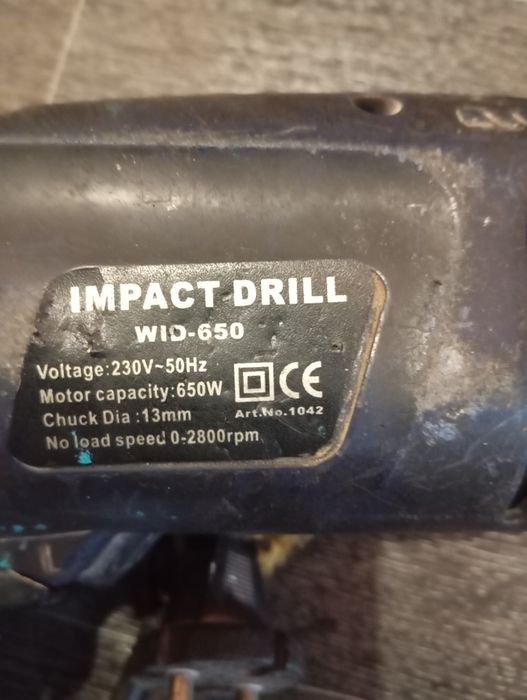 IMPACT DRILL
WID-650
Voltage:230V~50Hz
Motor capacity:650W
Chuck Dia :13mm
No load speed 0-2800rpm
CE
Art.No.1042